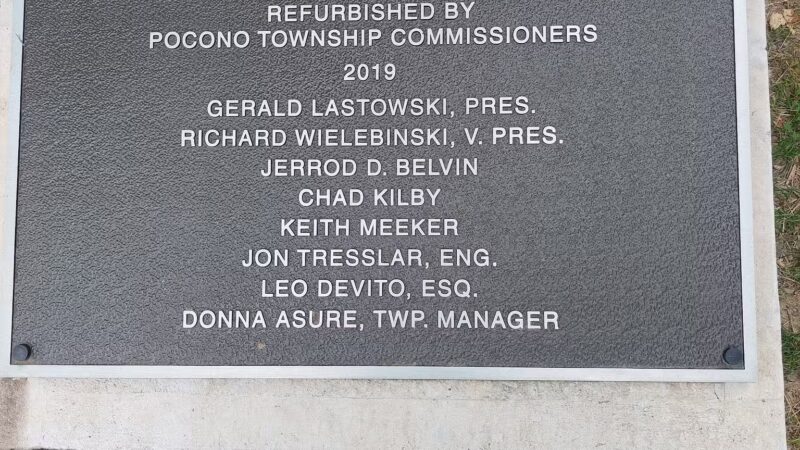 REFURBISHED BY
POCONO TOWNSHIP COMMISSIONERS
2019
GERALD LASTOWSKI, PRES.
RICHARD WIELEBINSKI, V. PRES.
JERROD D. BELVIN
CHAD KILBY
KEITH MEEKER
JON TRESSLAR, ENG.
LEO DEVITO, ESQ.
DONNA ASURE, TWP. MANAGER